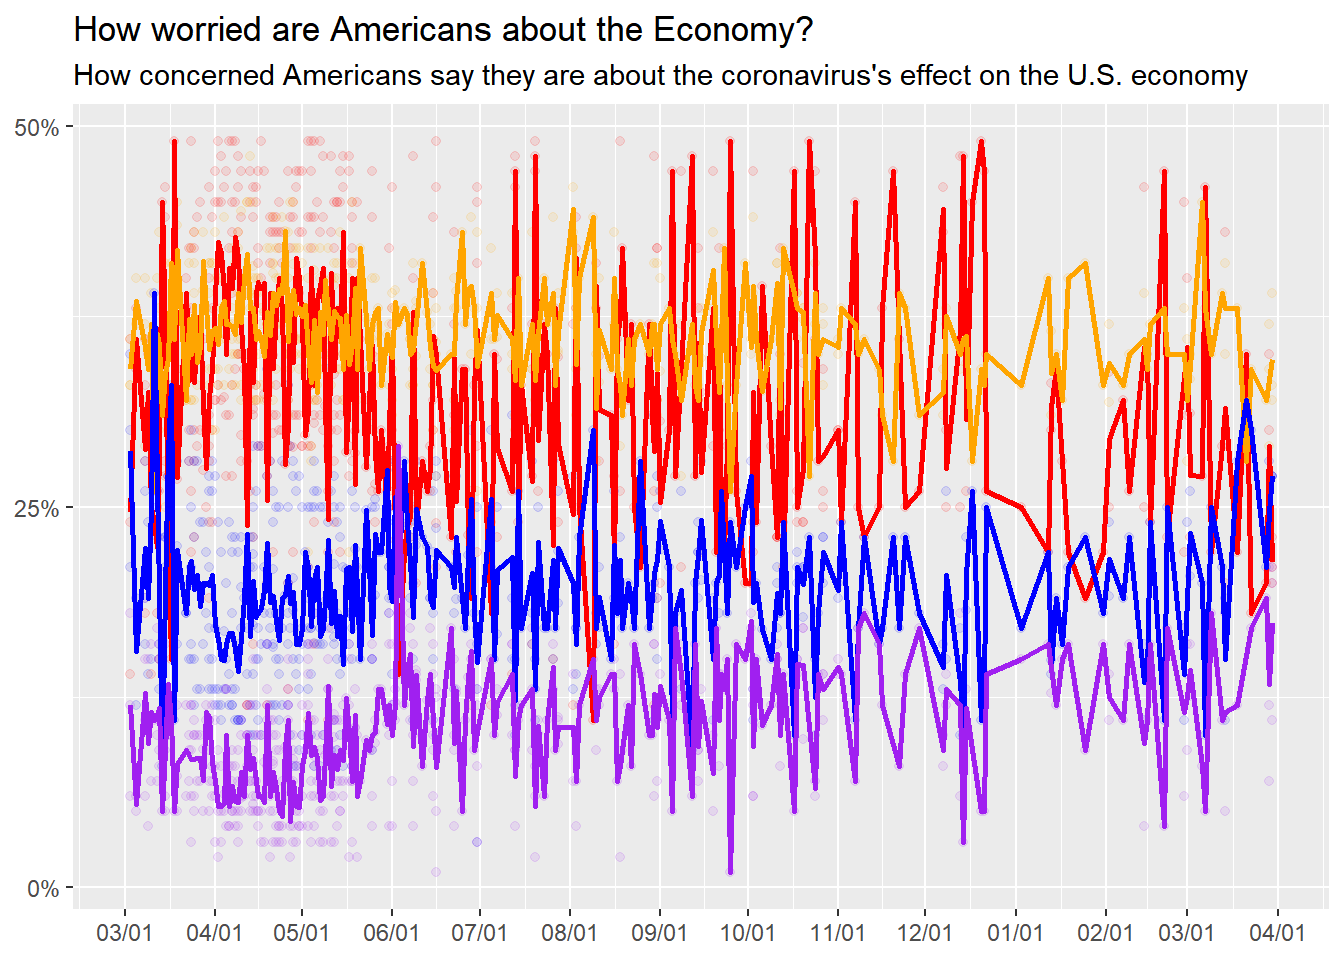 How worried are Americans about the Economy?
How concerned Americans say they are about the coronavirus's effect on the U.S. economy
50%
25%
0%
03/01 04/01 05/01 06/01 07/01 08/01 09/01 10/01 11/01 12/01 01/01 02/01 03/01 04/01